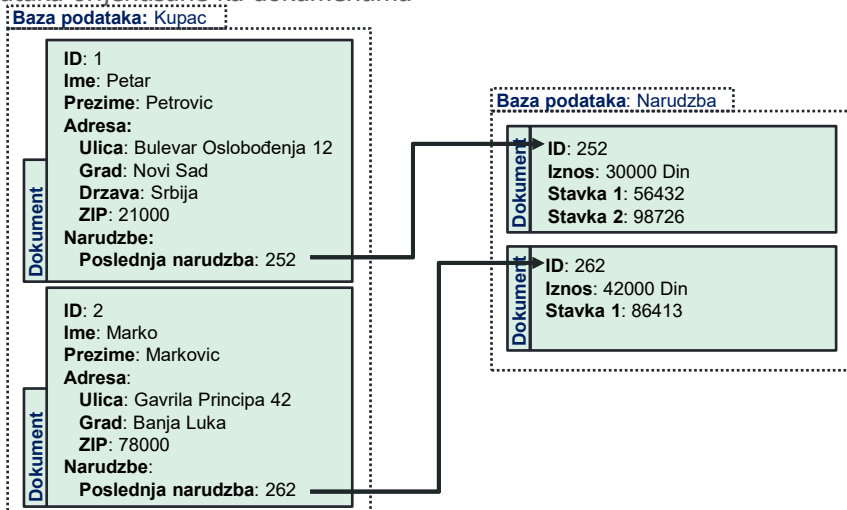 Baza podataka: Kupac
ID: 1
Ime: Petar
Prezime: Petrovic
Adresa:
Ulica: Bulevar Oslobođenja 12
Grad: Novi Sad
Drzava: Srbija
ZIP: 21000
Narudzbe:
Poslednja narudzba: 252
Dokument
ID: 2
Ime: Marko
Prezime: Markovic
Adresa:
Ulica: Gavrila Principa 42
Grad: Banja Luka
ZIP: 78000
Narudzbe:
Poslednja narudzba: 262
Dokument
Baza podataka: Narudzba
ID: 252
Iznos: 30000 Din
Stavka 1: 56432
Stavka 2: 98726
Dokument
ID: 262
Iznos: 42000 Din
Stavka 1: 86413
Dokument